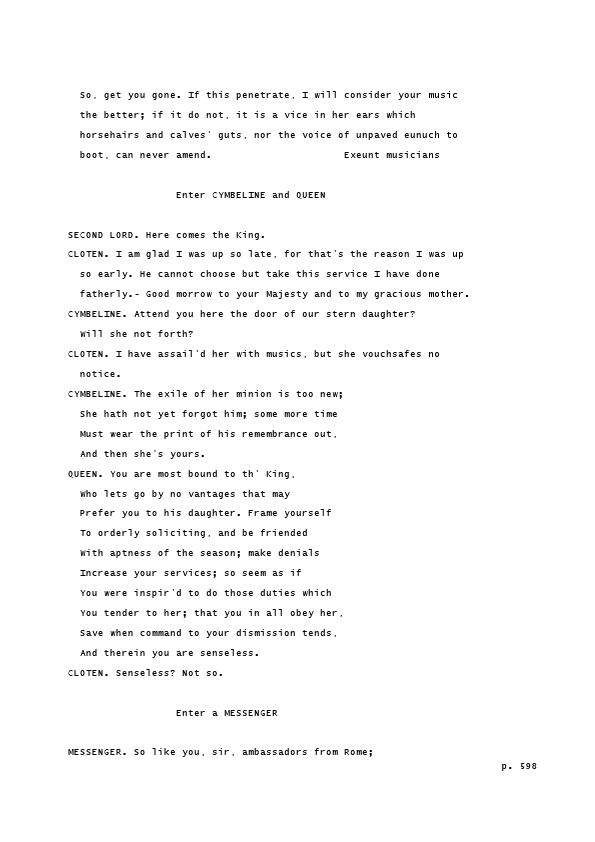 So, get you gone. If this penetrate, I will consider your music
the better; if it do not, it is a vice in her ears which
horsehairs and calves' guts, nor the voice of unpaved eunuch to
boot, can never amend. Exeunt musicians
Enter CYMBELINE and QUEEN
SECOND LORD. Here comes the King.
CLOTEN. I am glad I was up so late, for that's the reason I was up
so early. He cannot choose but take this service I have done
fatherly.- Good morrow to your Majesty and to my gracious mother.
CYMBELINE. Attend you here the door of our stern daughter?
Will she not forth?
CLOTEN. I have assail'd her with musics, but she vouchsafes no
notice.
CYMBELINE. The exile of her minion is too new;
She hath not yet forgot him; some more time
Must wear the print of his remembrance out,
And then she's yours.
QUEEN. You are most bound to th' King,
Who lets go by no vantages that may
Prefer you to his daughter. Frame yourself
To orderly soliciting, and be friended
With aptness of the season; make denials
Increase your services; so seem as if
You were inspir'd to do those duties which
You tender to her; that you in all obey her,
Save when command to your dismission tends,
And therein you are senseless.
CLOTEN. Senseless? Not so.
Enter a MESSENGER
MESSENGER. So like you, sir, ambassadors from Rome;
p. 598